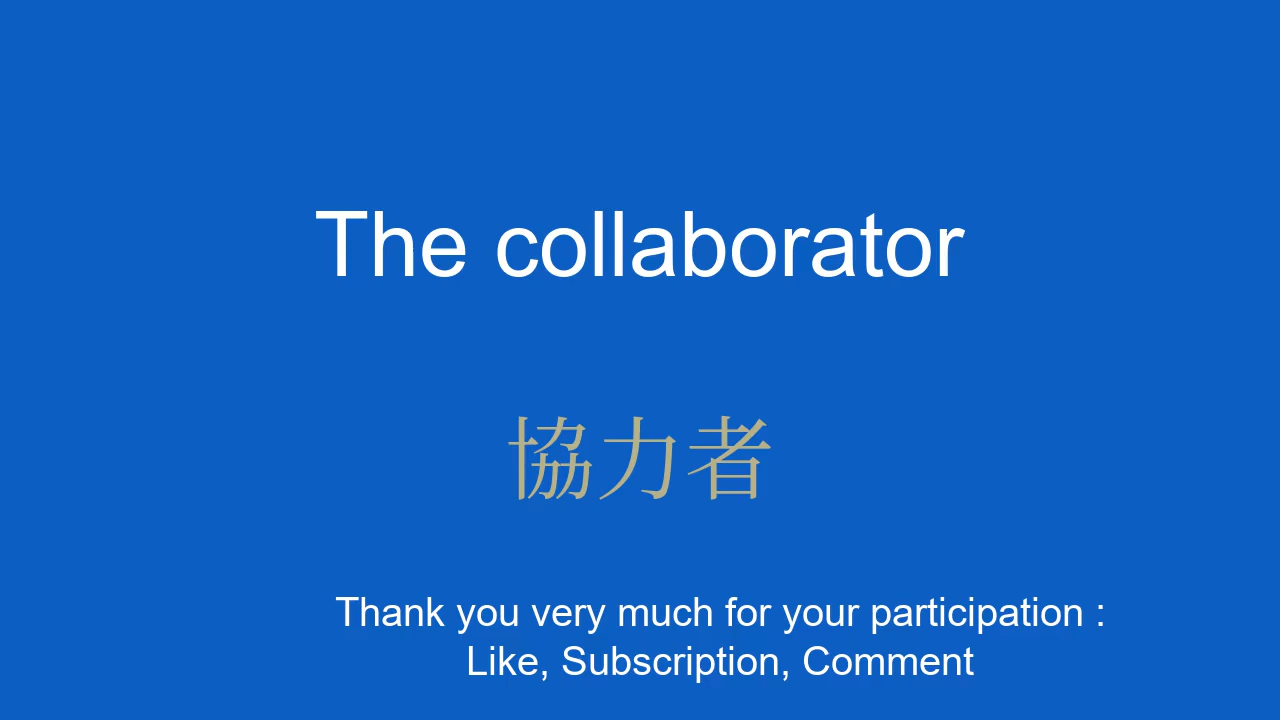 The collaborator
協力者
Thank you very much for your participation :
Like, Subscription, Comment